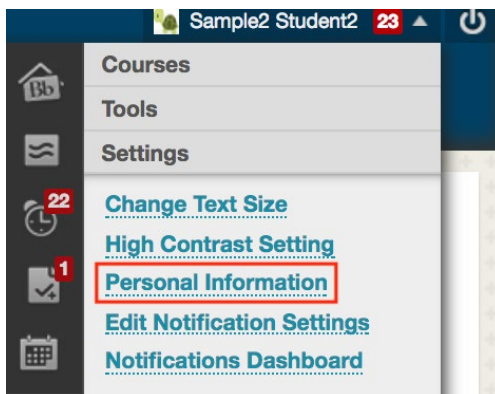 Sample2 Student2 23
Courses
Bb
Tools
Settings
22
Change Text Size
High Contrast Setting
1
Personal Information
Edit Notification Settings
Notifications Dashboard